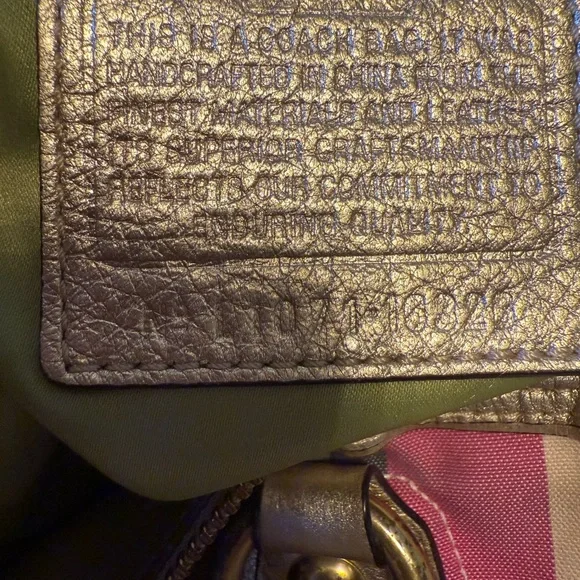 THIS IS A COACH BAG. IT WAS
HANDCRAFTED IN CHINA FROM THE
FINEST MATERIALS AND LEATHER
ITS SUPERIOR CRAFTSMANSHIP
REFLECTS OUR COMMITMENT TO
ENDURING QUALITY.